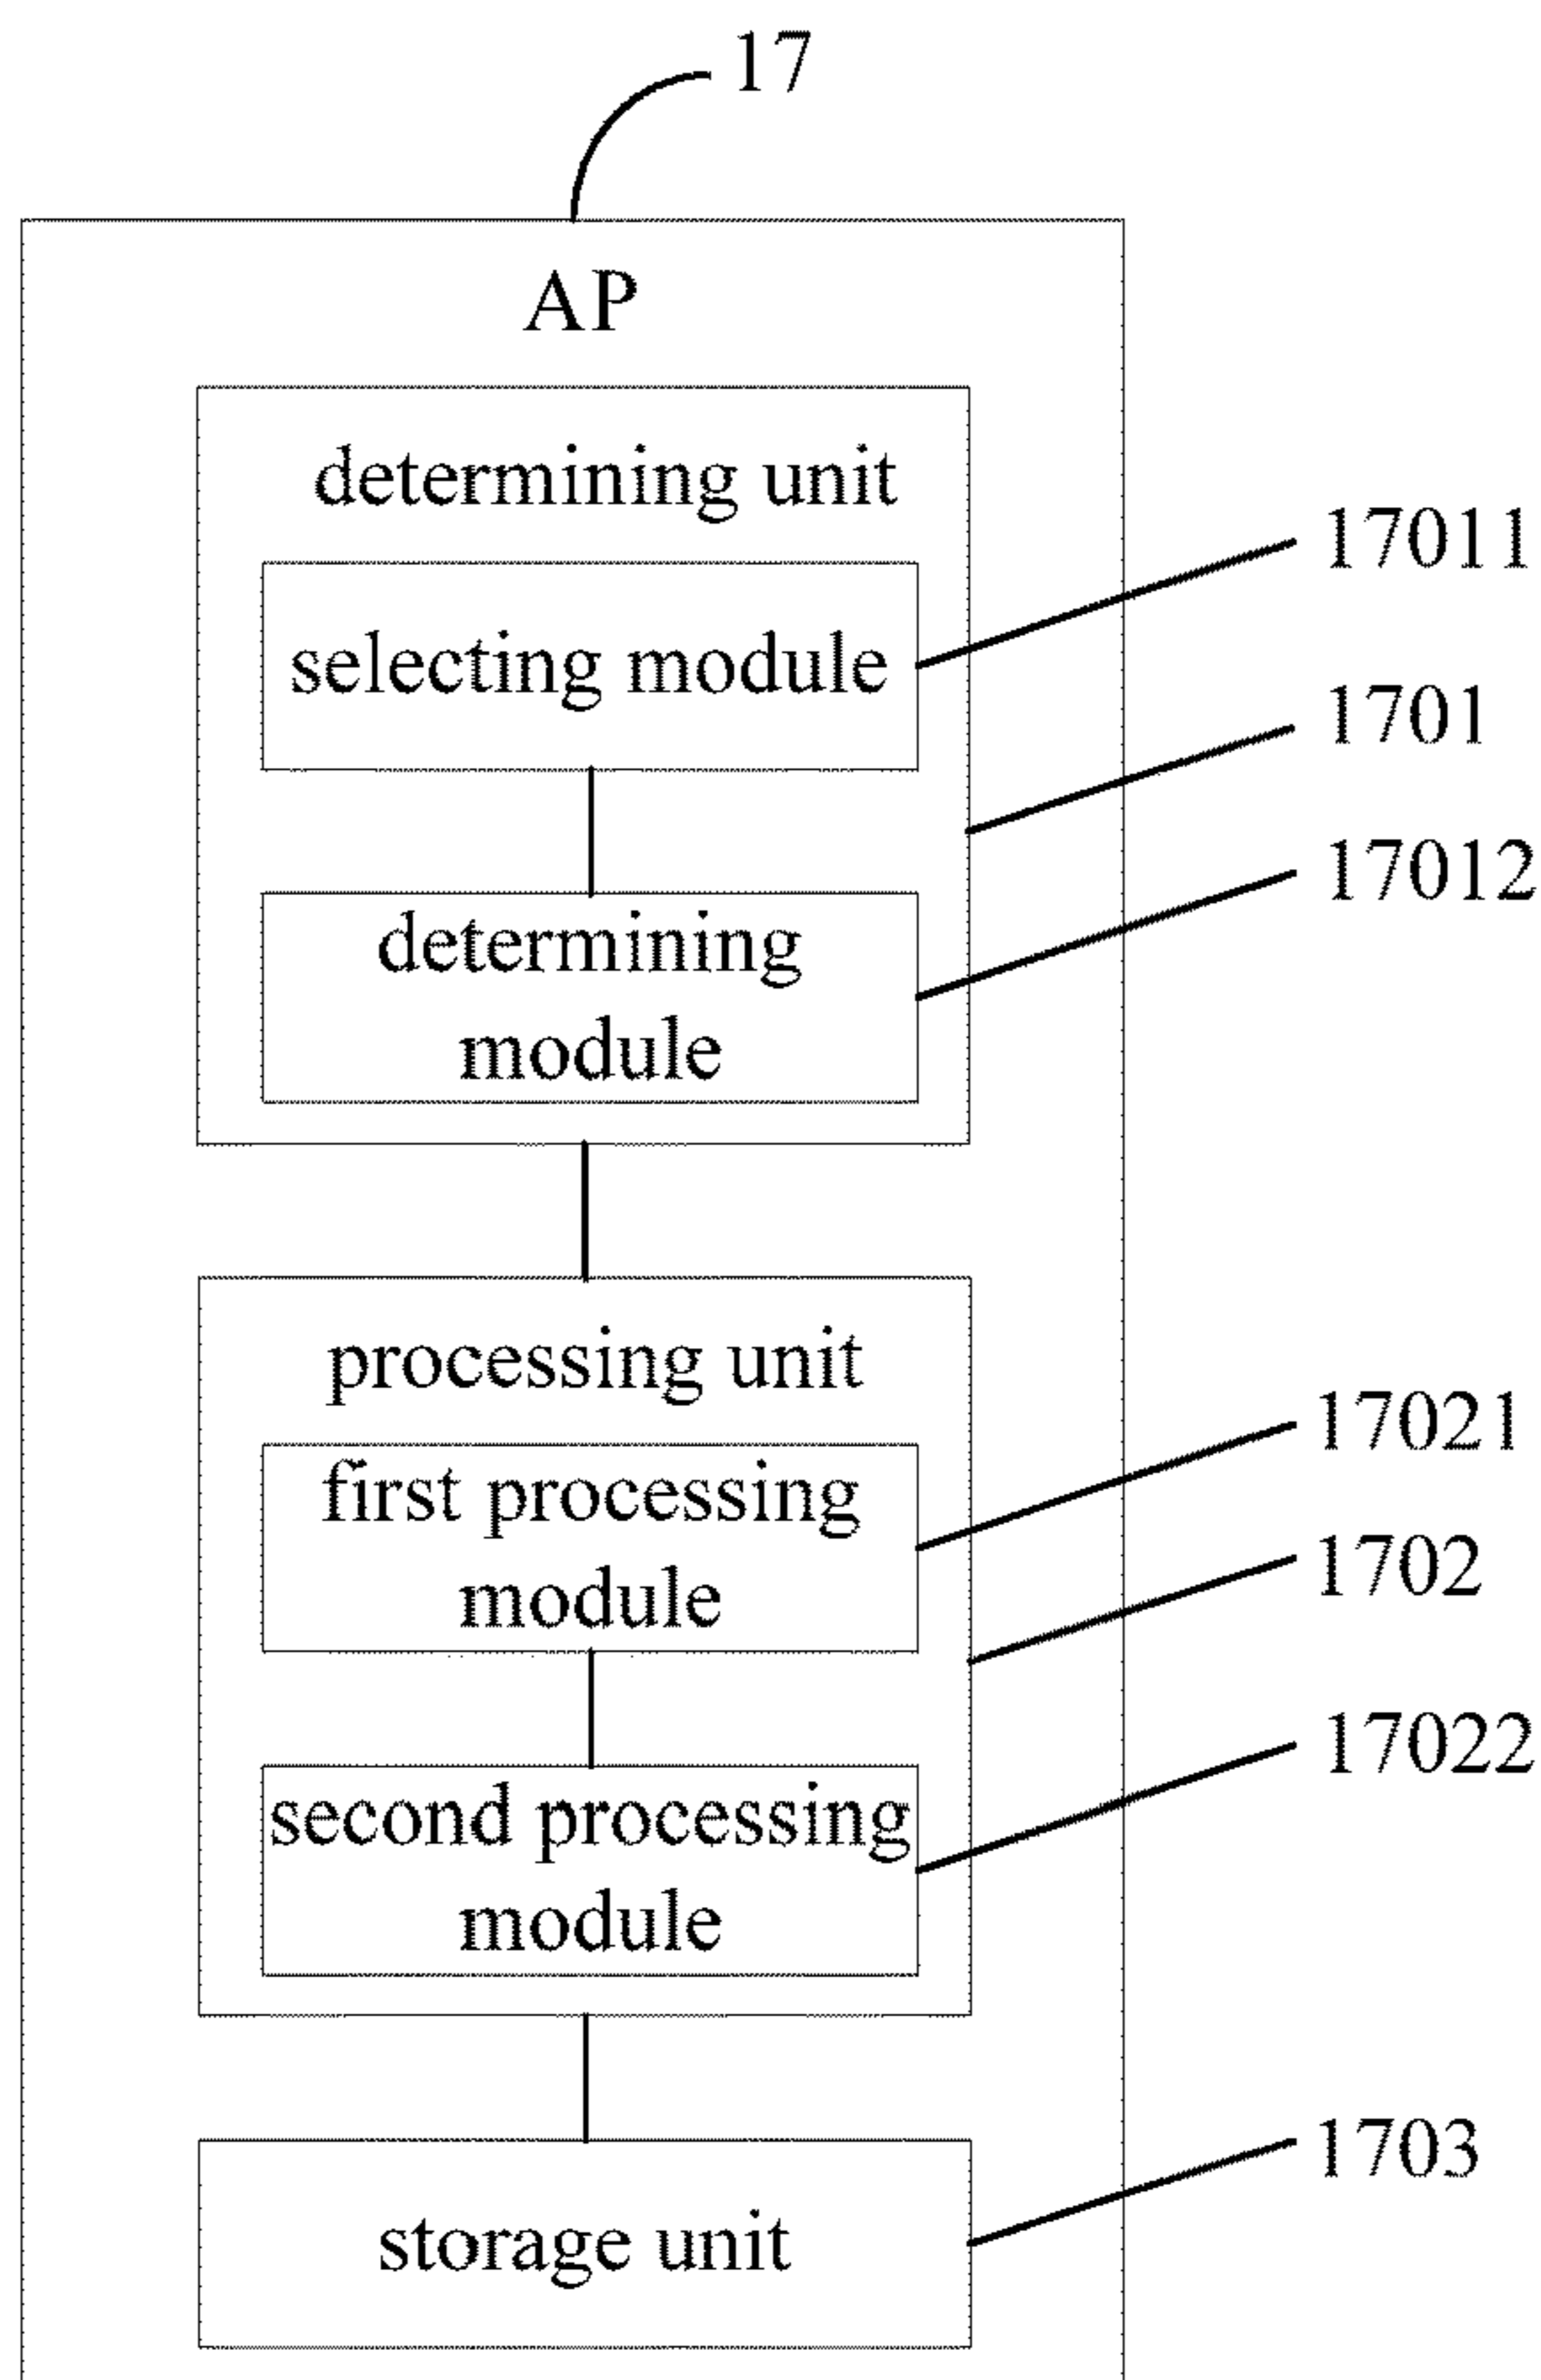 17
AP
determining unit
17011
selecting module
1701
17012
determining
module
processing unit
17021
first processing
module
1702
17022
second processing
module
1703
storage unit